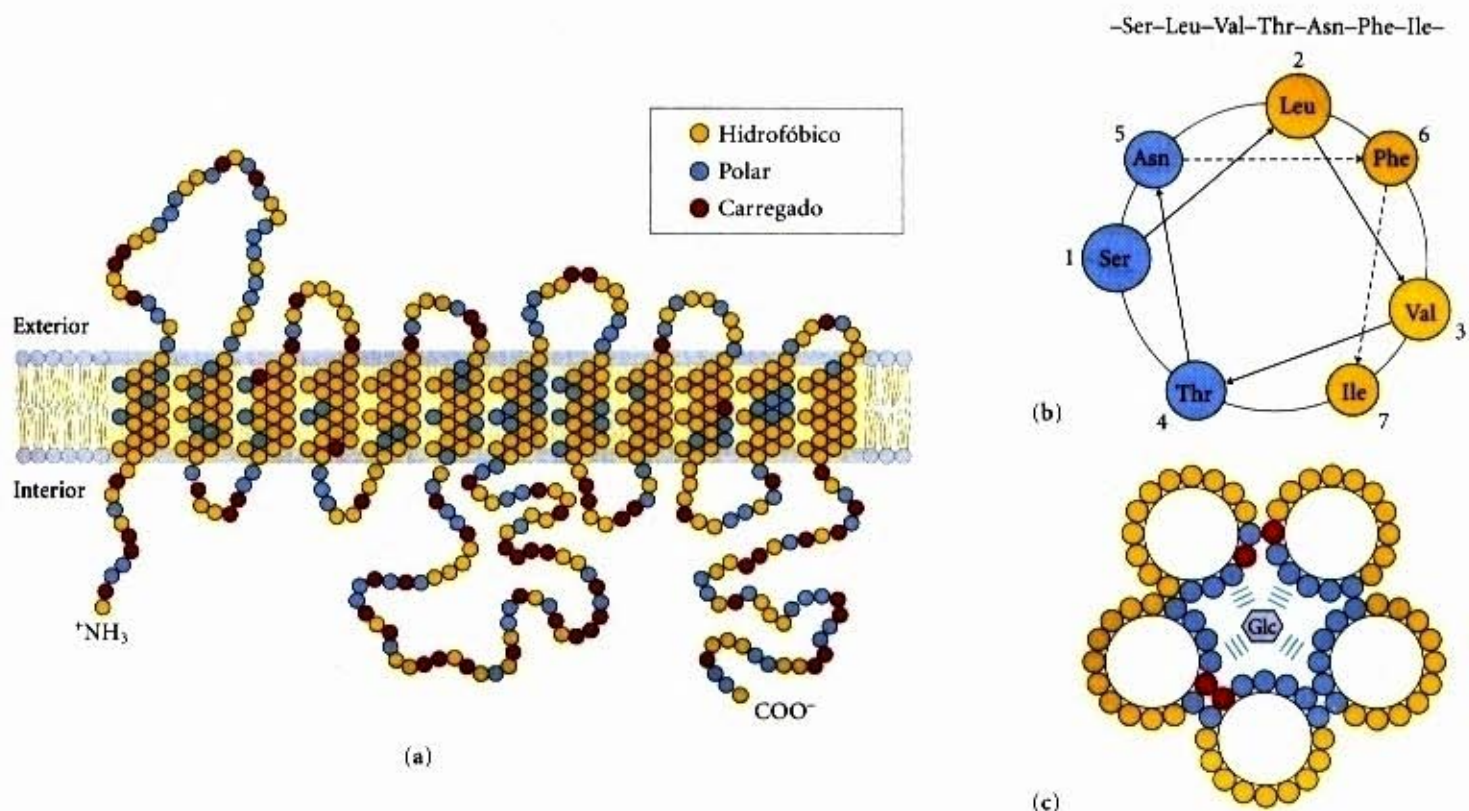 Hidrofóbico
Polar
Carregado
Exterior
Interior
⁺NH₃
COO⁻
(a)
–Ser–Leu–Val–Thr–Asn–Phe–Ile–
2
Leu
5
Asn
6
Phe
1
Ser
Val
3
Thr
4
Ile
7
(b)
Glc
(c)